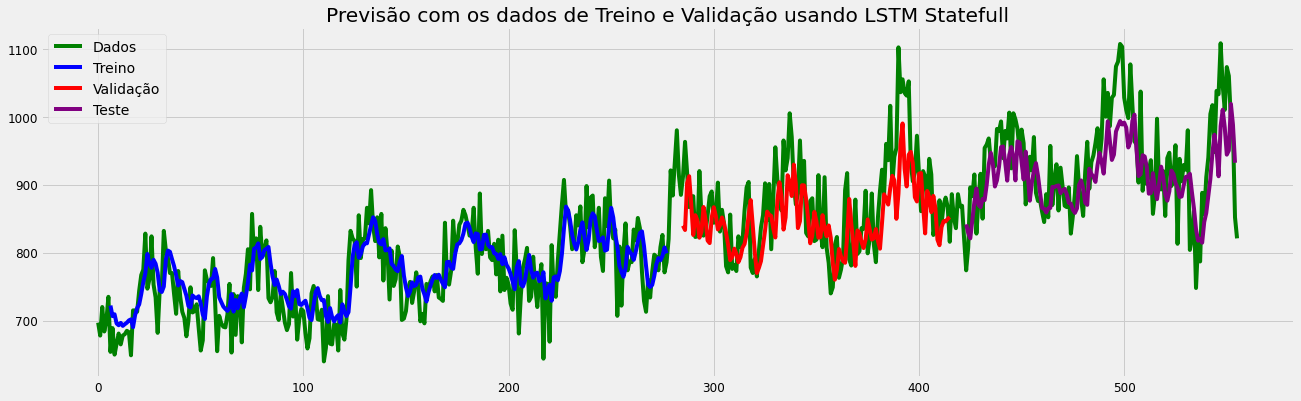 Previsão com os dados de Treino e Validação usando LSTM Statefull
Dados
Treino
Validação
Teste
1100
1000
900
800
700
0 100 200 300 400 500